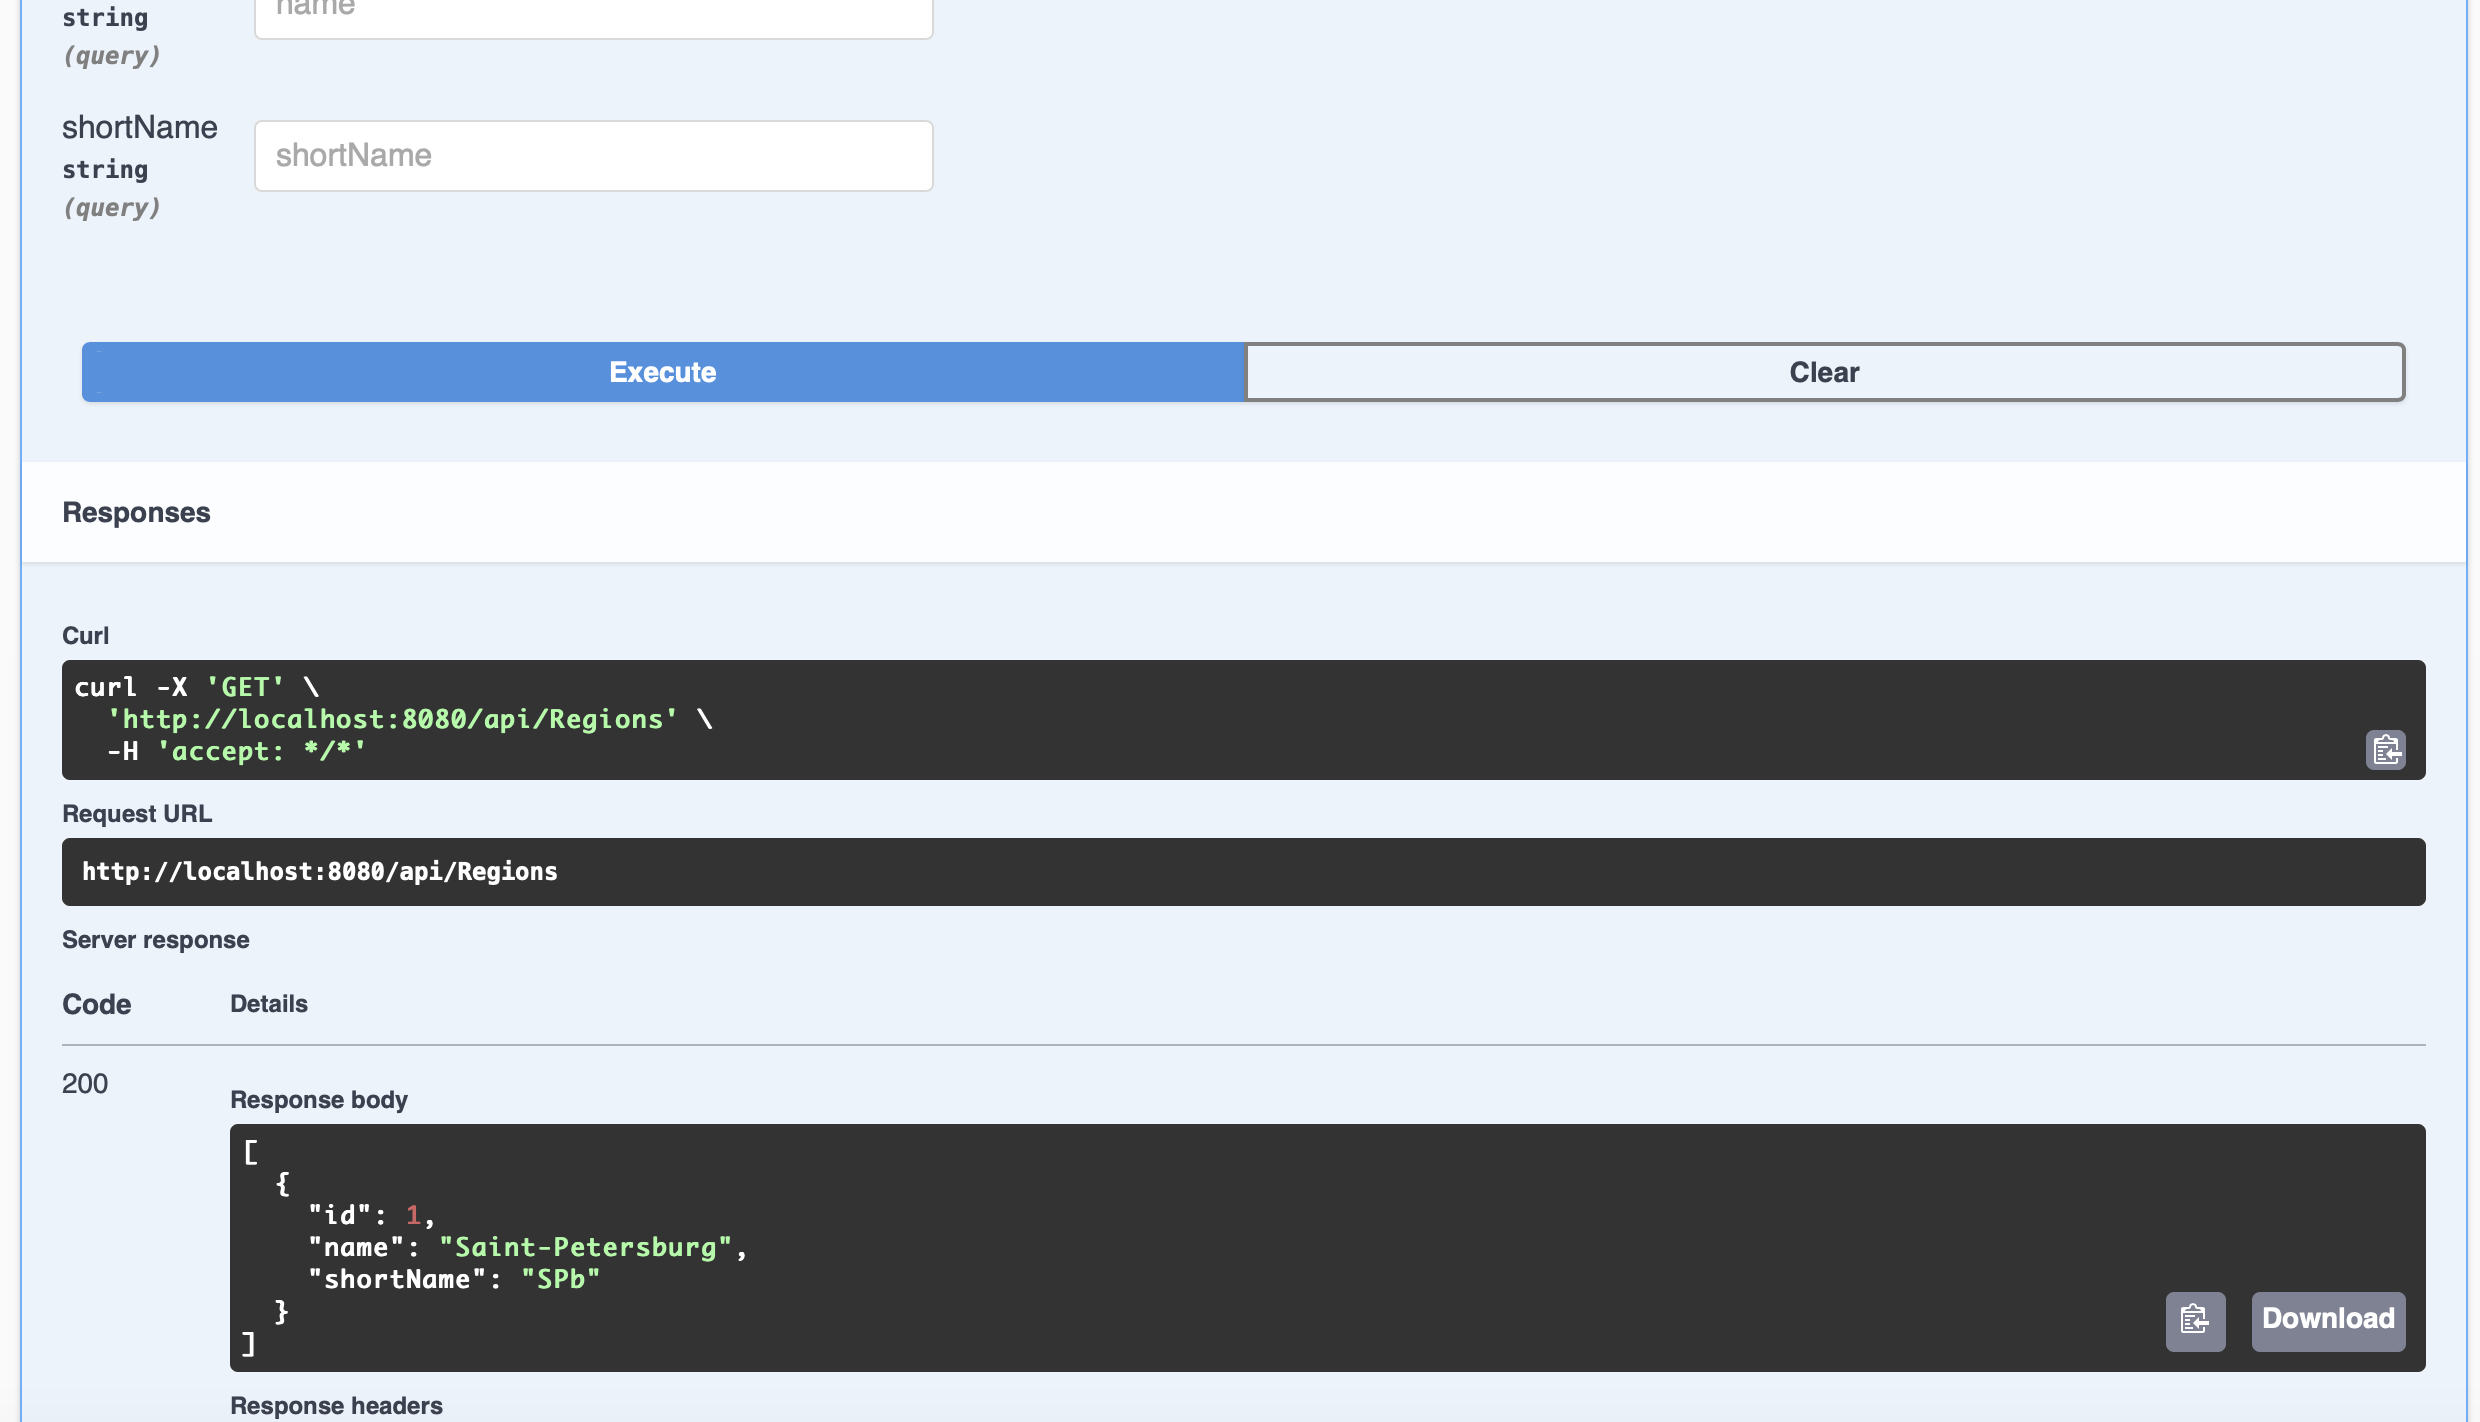 string
name
(query)
shortName
shortName
string
(query)
Execute
Clear
Responses
Curl
curl -X 'GET' \
'http://localhost:8080/api/Regions' \
-H 'accept: */*'
Request URL
http://localhost:8080/api/Regions
Server response
Code
Details
200
Response body
[
{
"id": 1,
"name": "Saint-Petersburg",
"shortName": "SPb"
}
]
Download
Response headers